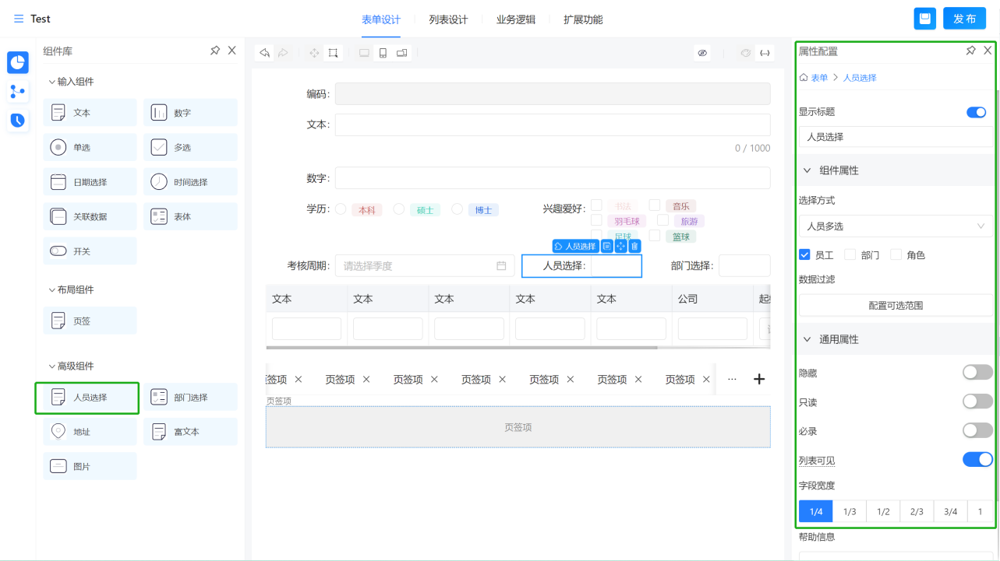 Test
表单设计
列表设计
业务逻辑
扩展功能
发 布
组件库
输入组件
文本
数字
单选
多选
日期选择
时间选择
关联数据
表体
开关
布局组件
页签
高级组件
人员选择
部门选择
地址
富文本
图片
编码:
文本:
0 / 1000
数字:
学历:
本科
硕士
博士
兴趣爱好:
书法
音乐
羽毛球
旅游
足球
篮球
人员选择
考核周期:
请选择季度
人员选择:
部门选择:
文本
文本
文本
文本
文本
公司
签项
页签项
页签项
页签项
页签项
页签项
页签项
···
页签项
页签项
属性配置
表单 > 人员选择
显示标题
人员选择
组件属性
选择方式
人员多选
员工
部门
角色
数据过滤
配置可选范围
通用属性
隐藏
只读
必录
列表可见
字段宽度
1/4
1/3
1/2
2/3
3/4
1
帮助信息